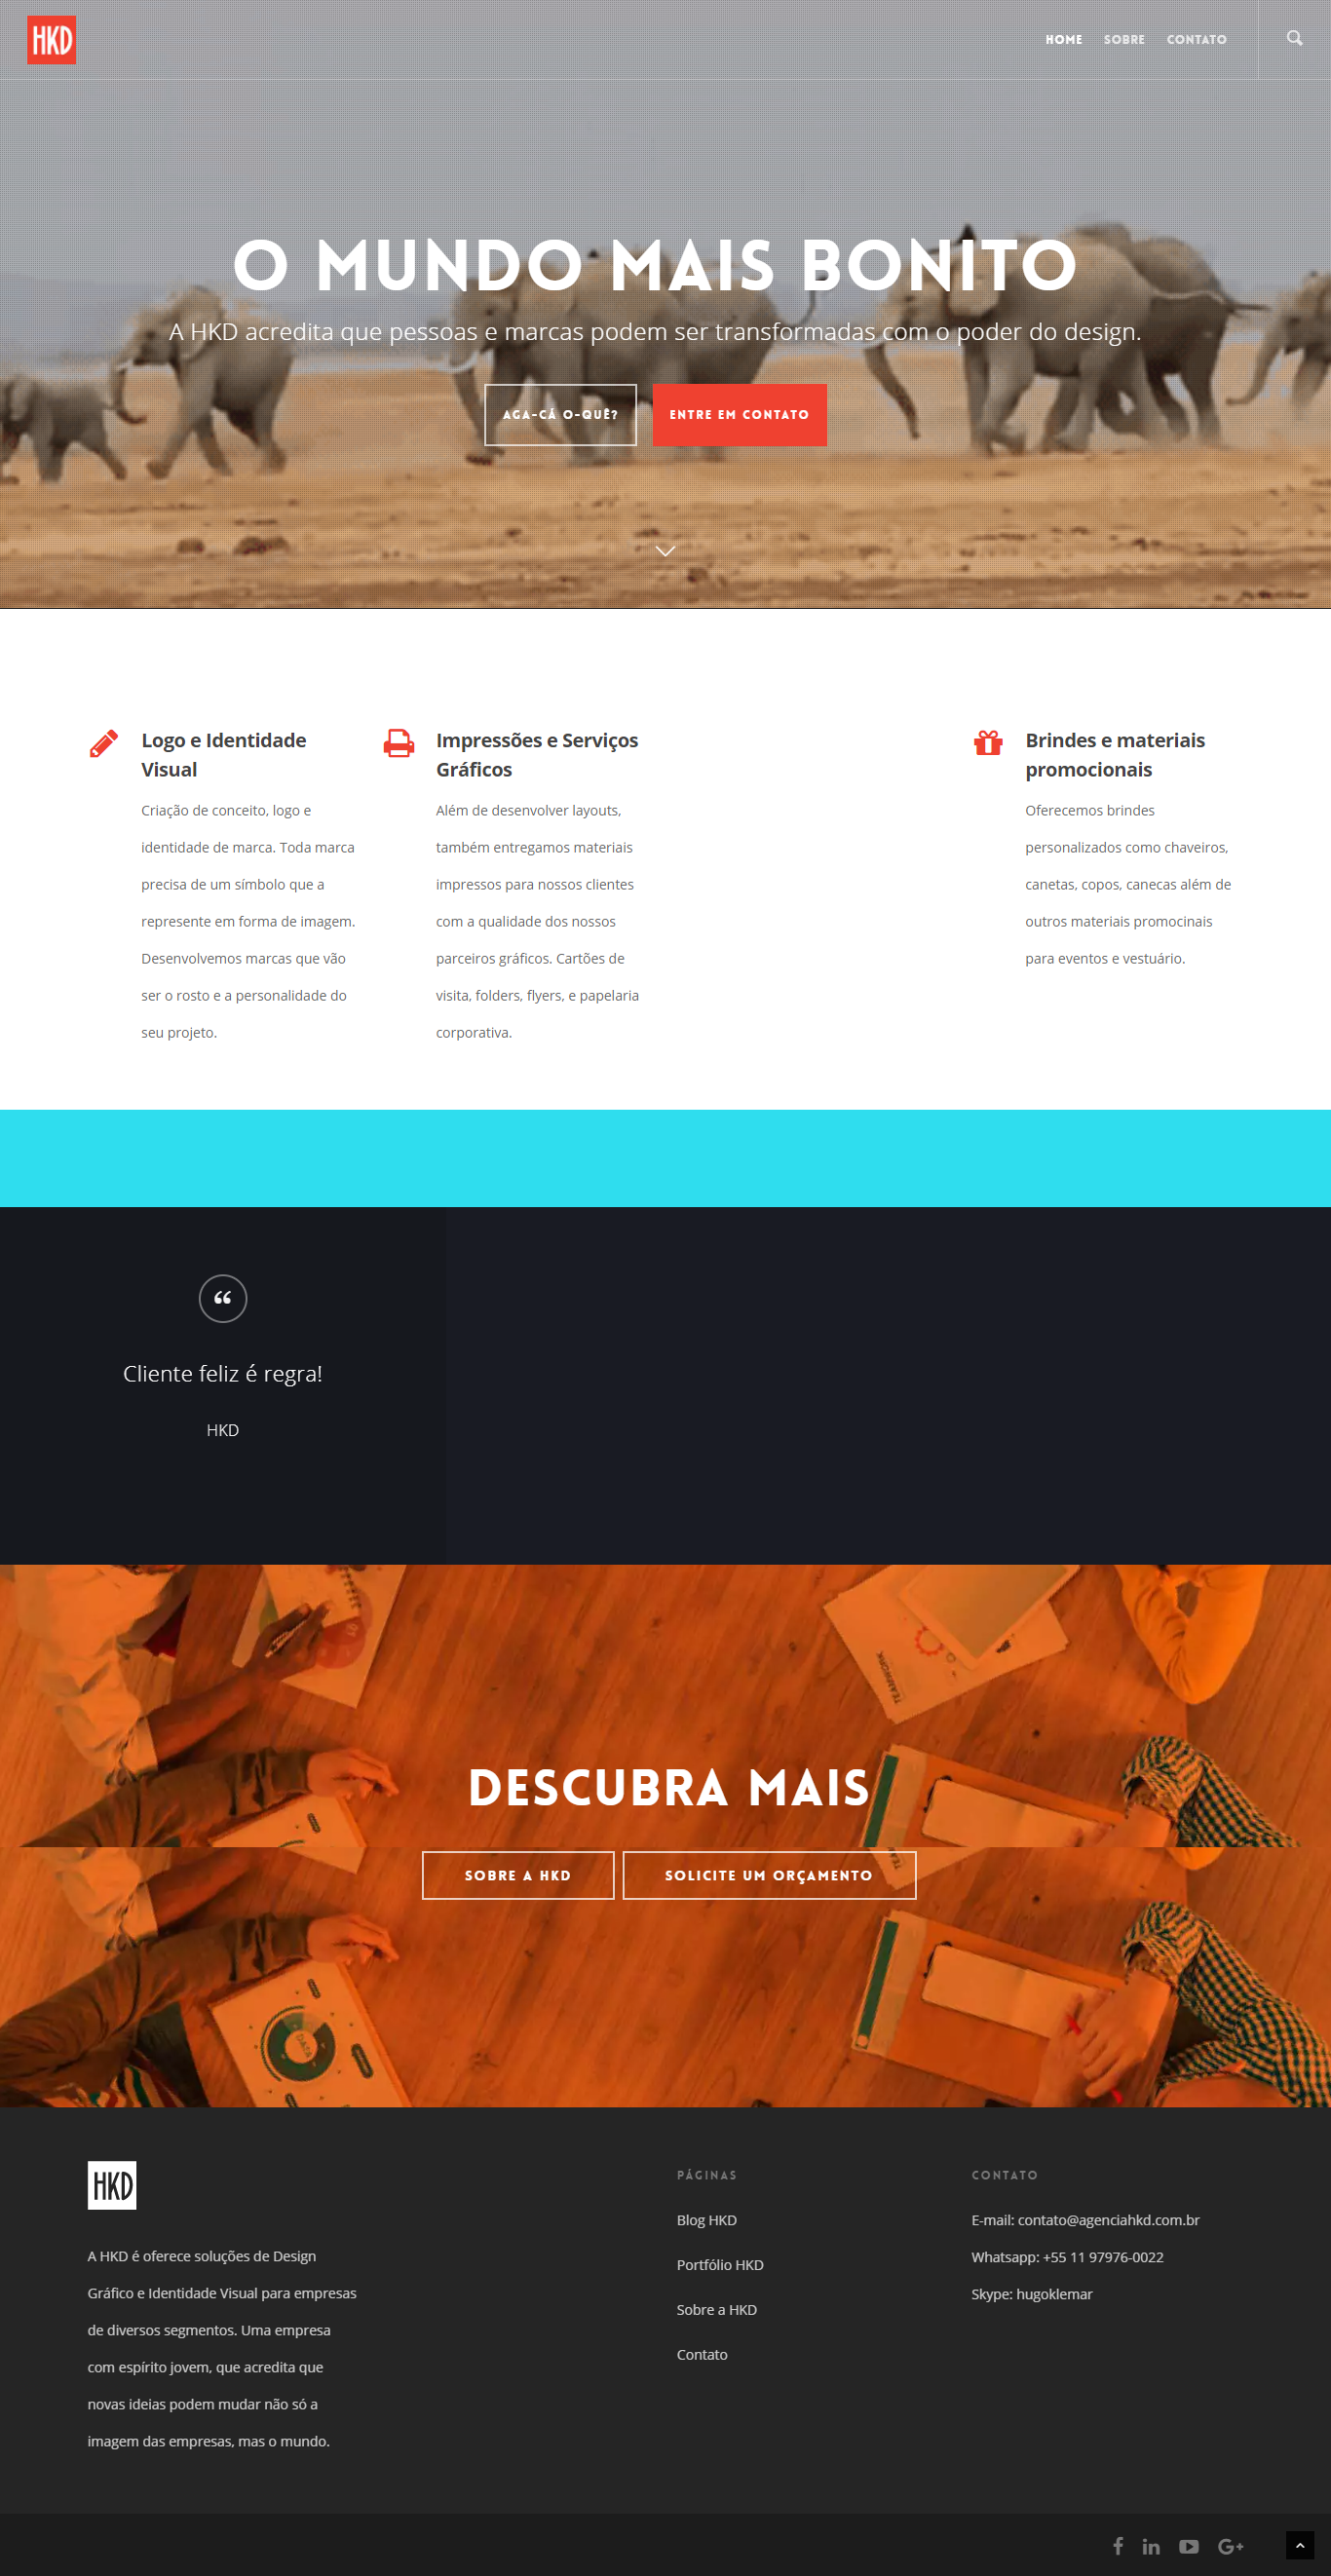 HKD
HOME SOBRE CONTATO
O MUNDO MAIS BONITO
A HKD acredita que pessoas e marcas podem ser transformadas com o poder do design.
AGA-CÁ O-QUÊ? ENTRE EM CONTATO
Logo e Identidade
Visual
Criação de conceito, logo e
identidade de marca. Toda marca
precisa de um símbolo que a
represente em forma de imagem.
Desenvolvemos marcas que vão
ser o rosto e a personalidade do
seu projeto.
Impressões e Serviços
Gráficos
Além de desenvolver layouts,
também entregamos materiais
impressos para nossos clientes
com a qualidade dos nossos
parceiros gráficos. Cartões de
visita, folders, flyers, e papelaria
corporativa.
Brindes e materiais
promocionais
Oferecemos brindes
personalizados como chaveiros,
canetas, copos, canecas além de
outros materiais promocinais
para eventos e vestuário.
Cliente feliz é regra!
HKD
TEAMWORK
DESCUBRA MAIS
SOBRE A HKD SOLICITE UM ORÇAMENTO
DATA
HKD
A HKD é oferece soluções de Design
Gráfico e Identidade Visual para empresas
de diversos segmentos. Uma empresa
com espírito jovem, que acredita que
novas ideias podem mudar não só a
imagem das empresas, mas o mundo.
PÁGINAS
Blog HKD
Portfólio HKD
Sobre a HKD
Contato
CONTATO
E-mail: contato@agenciahkd.com.br
Whatsapp: +55 11 97976-0022
Skype: hugoklemar